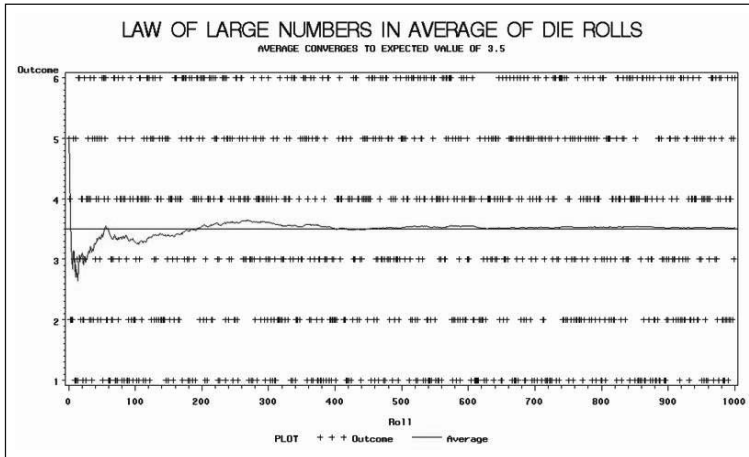 LAW OF LARGE NUMBERS IN AVERAGE OF DIE ROLLS
AVERAGE CONVERGES TO EXPECTED VALUE OF 3.5
Outcome
6
5
4
3
2
1
0 100 200 300 400 500 600 700 800 900 1000
Roll
PLOT + + + Outcome — Average